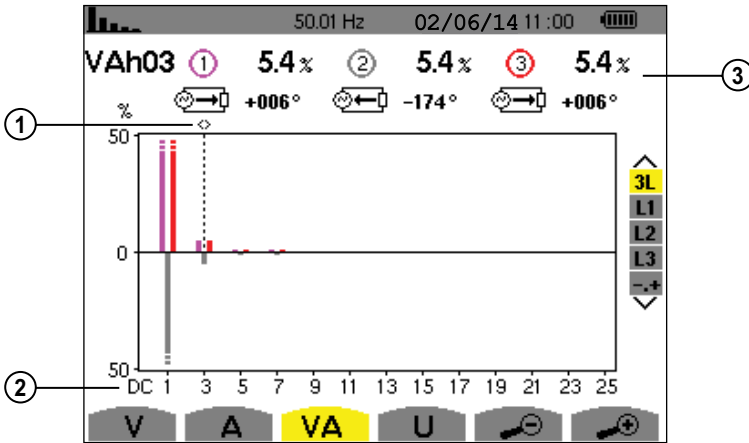 50.01 Hz 02/06/14 11:00
VAh03 1 5.4% 2 5.4% 3 5.4%
+006° -174° +006°
3
%
1
50
3L
L1
L2
L3
-.+
0
50
2
DC 1 3 5 7 9 11 13 15 17 19 21 23 25
V A VA U